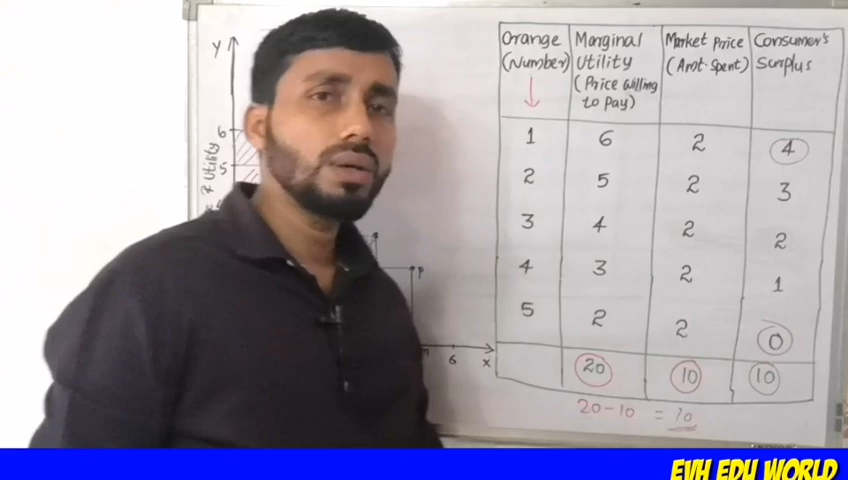 Y
6
5
₹ Utility
P
6
X
Orange
(Number)
Marginal
Utility
(Price willing
to Pay)
Market Price
(Amt. Spent)
Consumer's
Surplus
1 6 2 4
2 5 2 3
3 4 2 2
4 3 2 1
5 2 2 0
20 10 10
20-10 = 10
EVH EDU WORLD